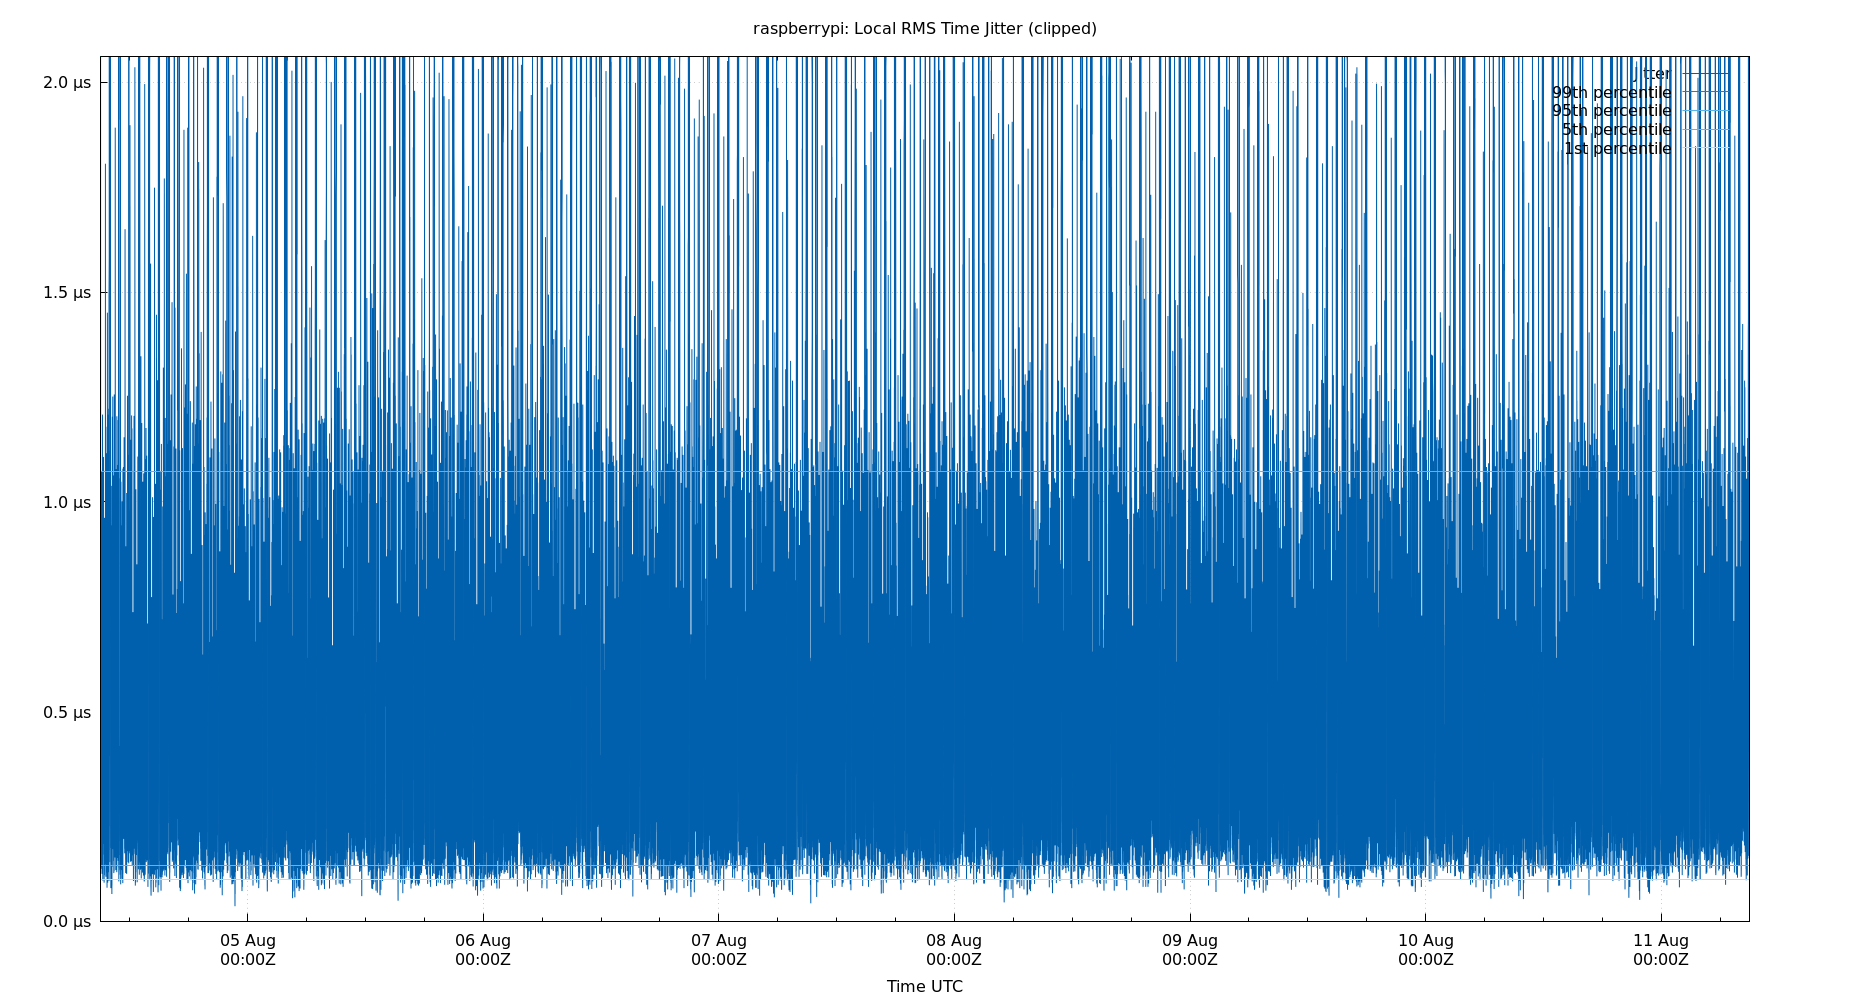 raspberrypi: Local RMS Time Jitter (clipped)
2.0 µs
1.5 µs
1.0 µs
0.5 µs
0.0 µs
jitter
99th percentile
95th percentile
5th percentile
1st percentile
05 Aug
00:00Z
06 Aug
00:00Z
07 Aug
00:00Z
08 Aug
00:00Z
09 Aug
00:00Z
10 Aug
00:00Z
11 Aug
00:00Z
Time UTC